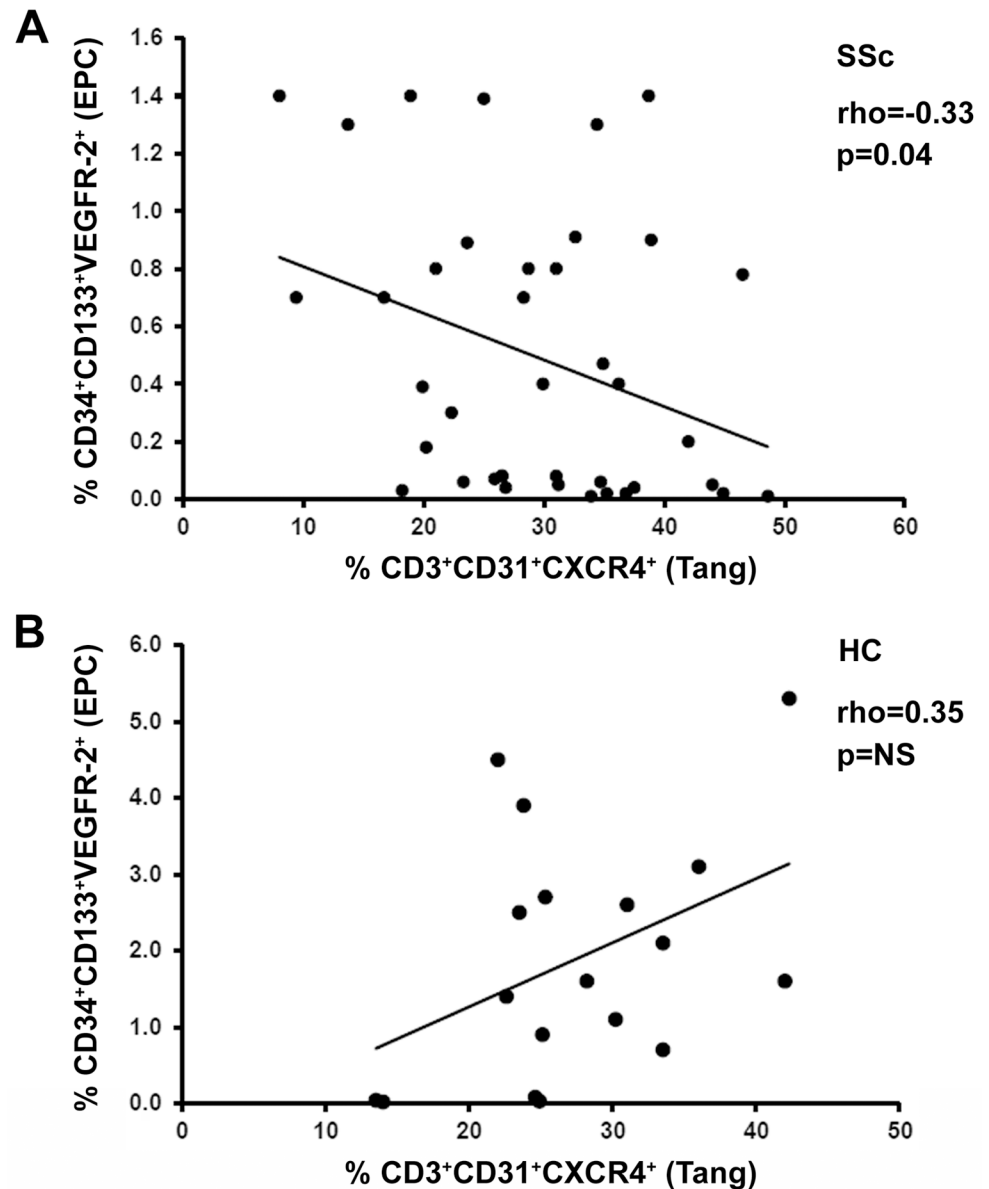 A
% CD34⁺CD133⁺VEGFR-2⁺ (EPC)
1.6
1.4
1.2
1.0
0.8
0.6
0.4
0.2
0.0
0 10 20 30 40 50 60
% CD3⁺CD31⁺CXCR4⁺ (Tang)
SSc
rho=-0.33
p=0.04
B
% CD34⁺CD133⁺VEGFR-2⁺ (EPC)
6.0
5.0
4.0
3.0
2.0
1.0
0.0
0 10 20 30 40 50
% CD3⁺CD31⁺CXCR4⁺ (Tang)
HC
rho=0.35
p=NS